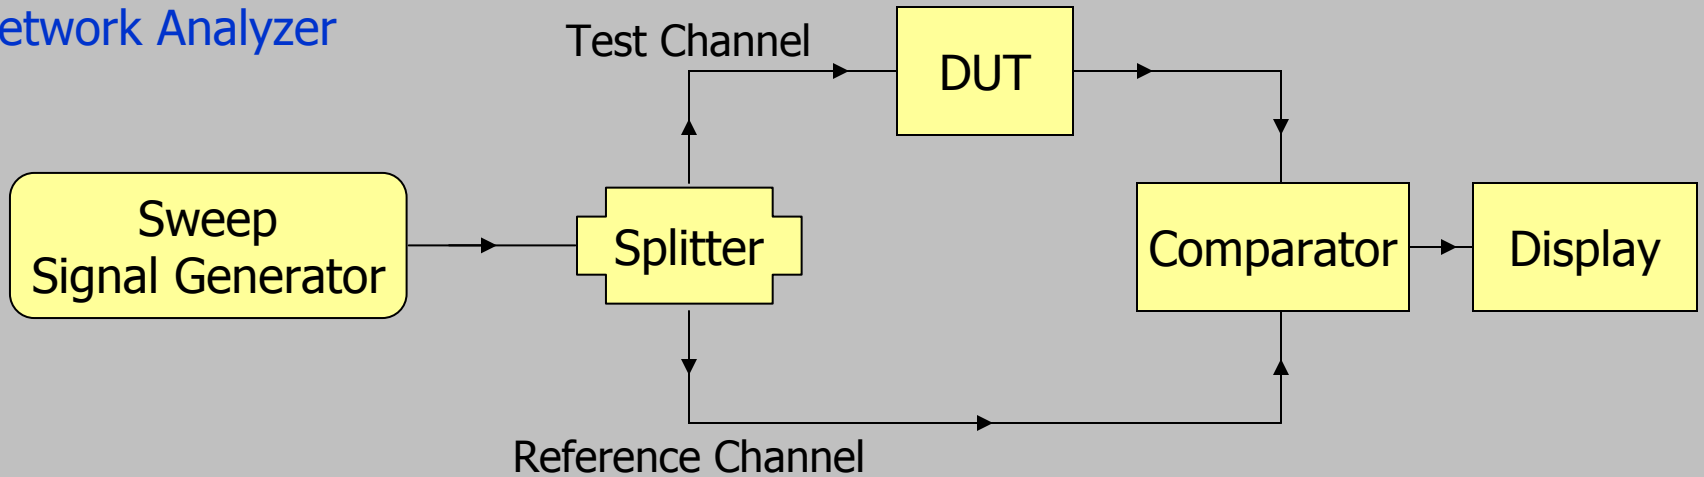 etwork Analyzer
Test Channel
DUT
Sweep
Signal Generator
Splitter
Comparator
Display
Reference Channel